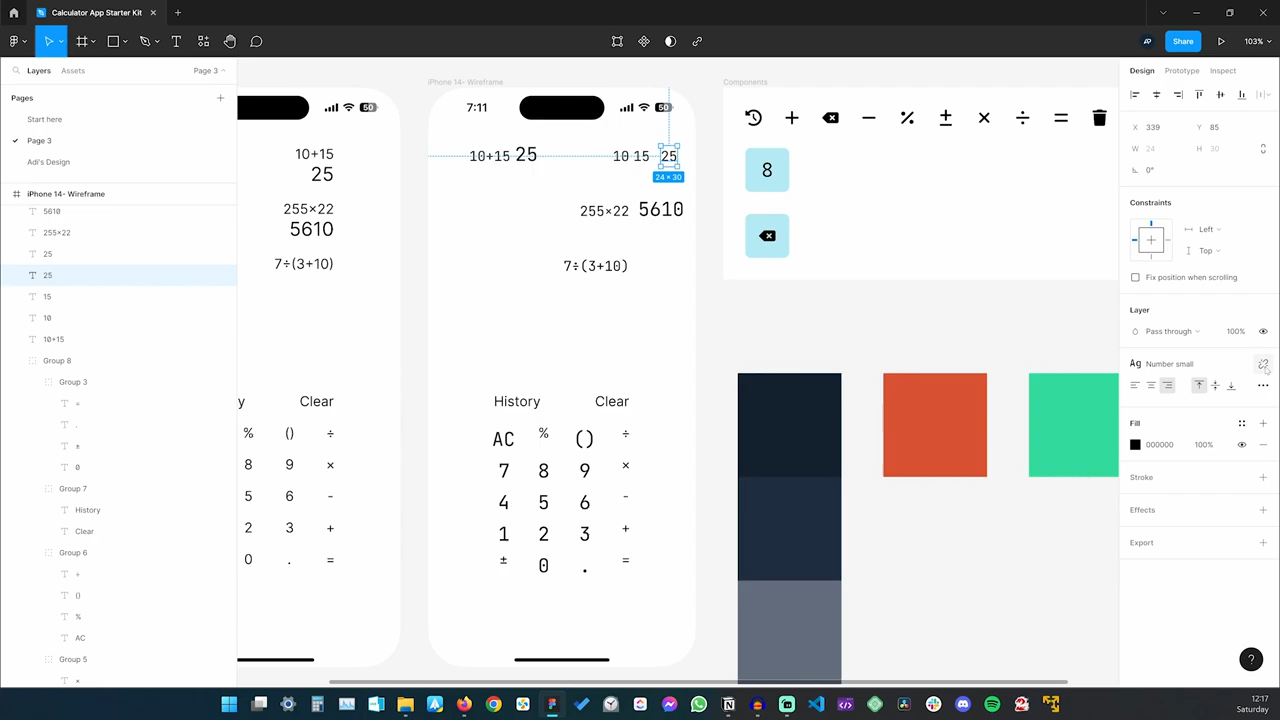 Calculator App Starter Kit
Share
103%
Layers
Assets
Page 3
Pages
Start here
Page 3
Adi's Design
iPhone 14- Wireframe
5610
255×22
25
25
15
10
10+15
Group 8
Group 3
+
.
±
0
Group 7
History
Clear
Group 6
+
()
%
AC
Group 5
×
50
10+15
25
255×22
5610
7÷(3+10)
y
Clear
% () ÷
8 9 ×
5 6 -
2 3 +
0 . =
iPhone 14- Wireframe
7:11
50
10+15 25
10 15 25
24 × 30
255×22 5610
7÷(3+10)
History
Clear
AC % () ÷
7 8 9 ×
4 5 6 -
1 2 3 +
± 0 . =
Components
+ − % ± × ÷ =
8
Design
Prototype
Inspect
X 339
Y 85
W 24
H 30
0°
Constraints
Left
Top
Fix position when scrolling
Layer
Pass through
100%
Ag Number small
Fill
000000
100%
Stroke
Effects
Export
?
12:17
Saturday